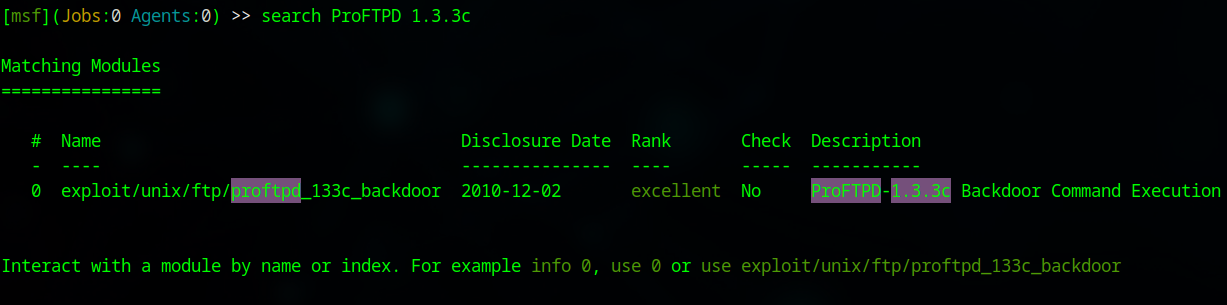 [msf](Jobs:0 Agents:0) >> search ProFTPD 1.3.3c
Matching Modules
================
#  Name                                    Disclosure Date  Rank       Check  Description
-  ----                                    ---------------  ----       -----  -----------
0  exploit/unix/ftp/proftpd_133c_backdoor  2010-12-02       excellent  No     ProFTPD-1.3.3c Backdoor Command Execution
Interact with a module by name or index. For example info 0, use 0 or use exploit/unix/ftp/proftpd_133c_backdoor